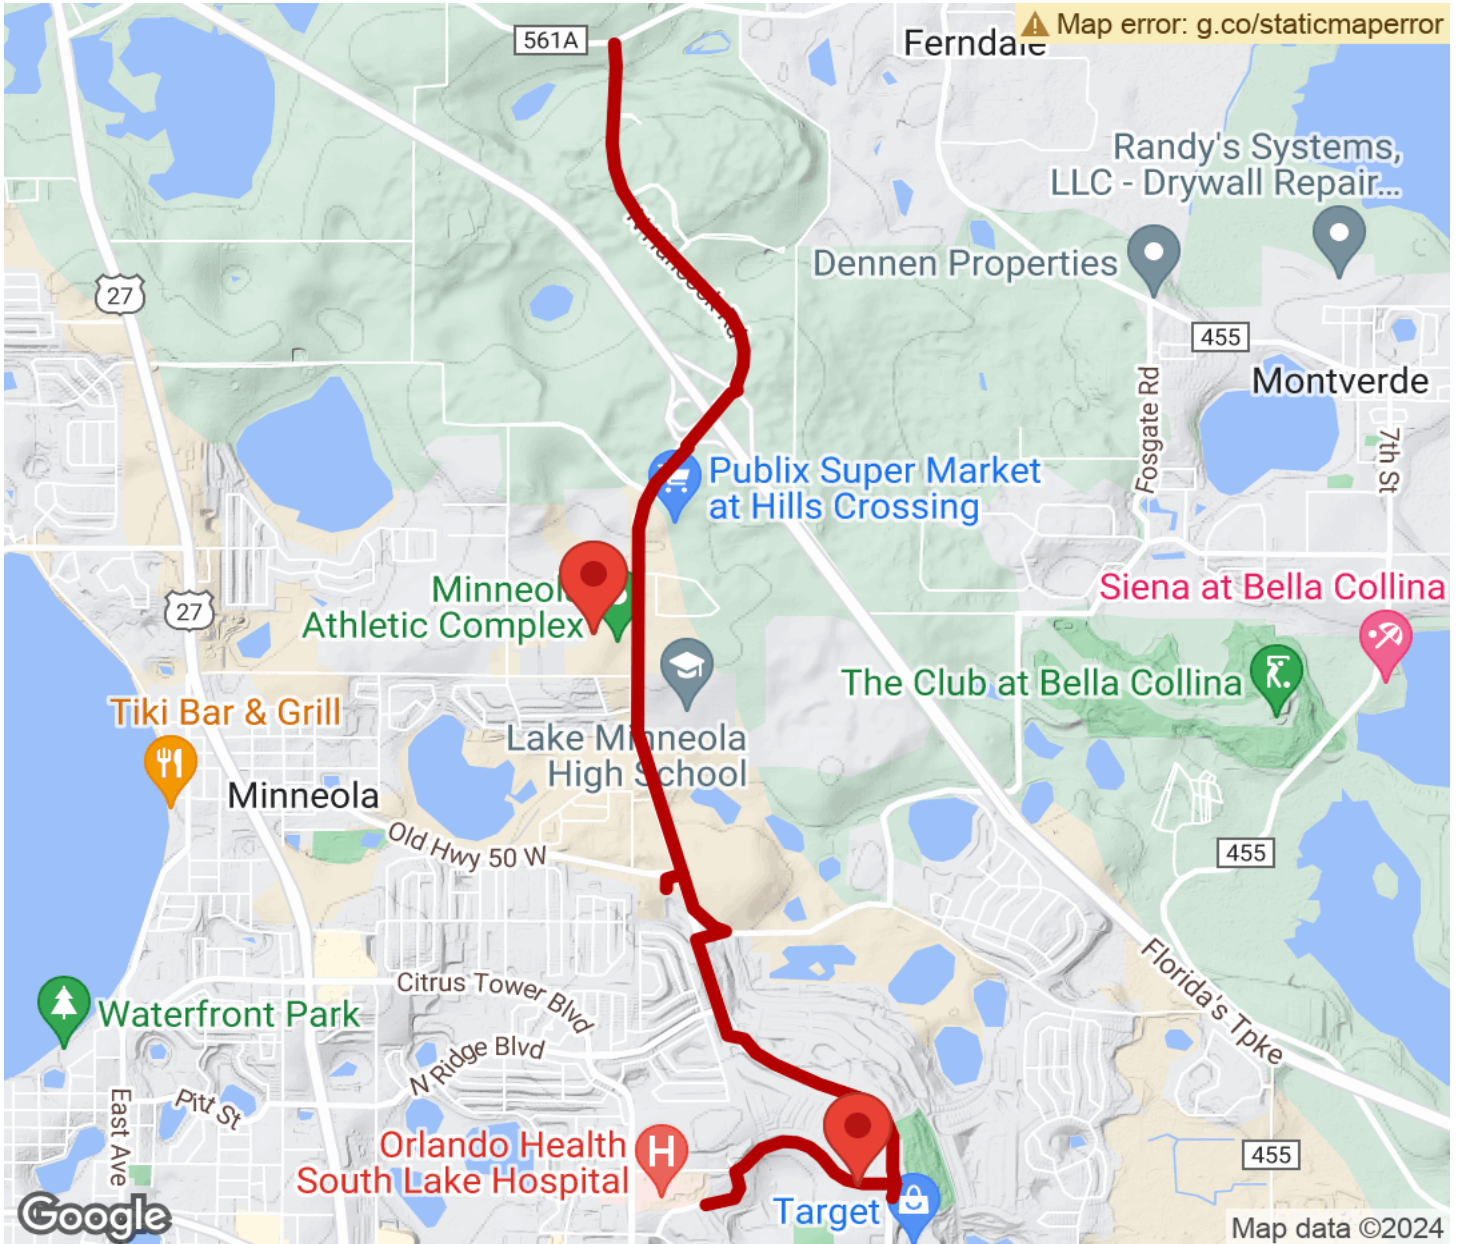 561A
Map error: g.co/staticmaperror
Ferndale
Randy's Systems,
LLC - Drywall Repair...
Dennen Properties
27
455
N Hancock Rd
Montverde
Fosgate Rd
7th St
Publix Super Market
at Hills Crossing
Minneola
Athletic Complex
27
Siena at Bella Collina
The Club at Bella Collina
Tiki Bar & Grill
Lake Minneola
High School
Minneola
Old Hwy 50 W
455
Citrus Tower Blvd
Florida's Tpke
Waterfront Park
N Ridge Blvd
Pitt St
East Ave
Orlando Health
South Lake Hospital
H
455
Target
Google
Map data ©2024